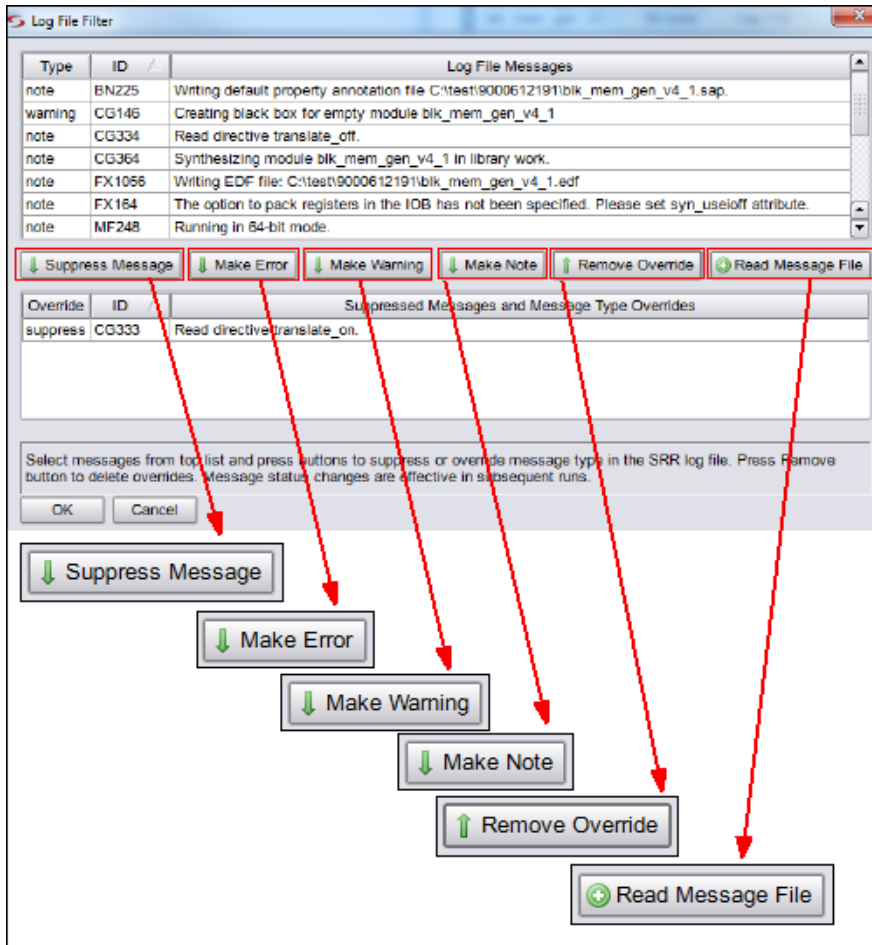 Log File Filter
Type ID Log File Messages
note BN225 Writing default property annotation file C:\test\9000612191\blk_mem_gen_v4_1.sap.
warning CG146 Creating black box for empty module blk_mem_gen_v4_1
note CG334 Read directive translate_off.
note CG364 Synthesizing module blk_mem_gen_v4_1 in library work.
note FX1056 Writing EDF file: C:\test\9000612191\blk_mem_gen_v4_1.edf
note FX164 The option to pack registers in the IOB has not been specified. Please set syn_useioff attribute.
note MF248 Running in 64-bit mode.
Suppress Message Make Error Make Warning Make Note Remove Override Read Message File
Override ID Suppressed Messages and Message Type Overrides
suppress CG333 Read directive translate_on.
Select messages from top list and press buttons to suppress or override message type in the SRR log file. Press Remove
button to delete overrides. Message status changes are effective in subsequent runs.
OK Cancel
Suppress Message
Make Error
Make Warning
Make Note
Remove Override
Read Message File